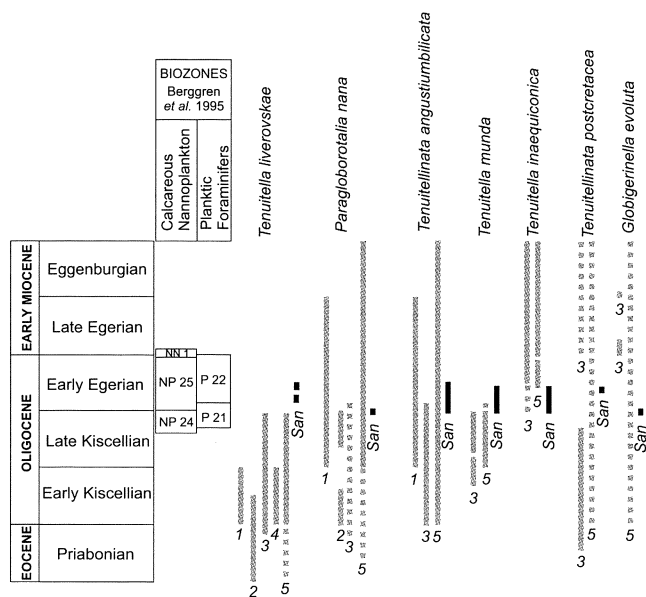 BIOZONES
Berggren
et al. 1995
Calcareous
Nannoplankton
Planktic
Foraminifers
Tenuitella liverovskae
Paragloborotalia nana
Tenuitellinata angustiumbilicata
Tenuitella munda
Tenuitella inaequiconica
Tenuitellinata postcretacea
Globigerinella evoluta
EARLY MIOCENE
Eggenburgian
Late Egerian
OLIGOCENE
Early Egerian
Late Kiscellian
Early Kiscellian
EOCENE
Priabonian
NN 1
NP 25
P 22
NP 24
P 21
1
2
3
4
5
San
1
2
3
5
San
1
3
5
San
3
5
San
3
5
San
3
3
5
San
3
3
5
San